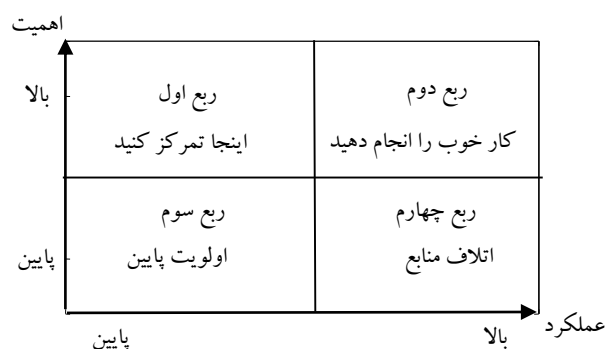 اهمیت
بالا
ربع اول
اینجا تمرکز کنید
ربع دوم
کار خوب را انجام دهید
پایین
ربع سوم
اولویت پایین
ربع چهارم
اتلاف منابع
عملکرد
پایین
بالا